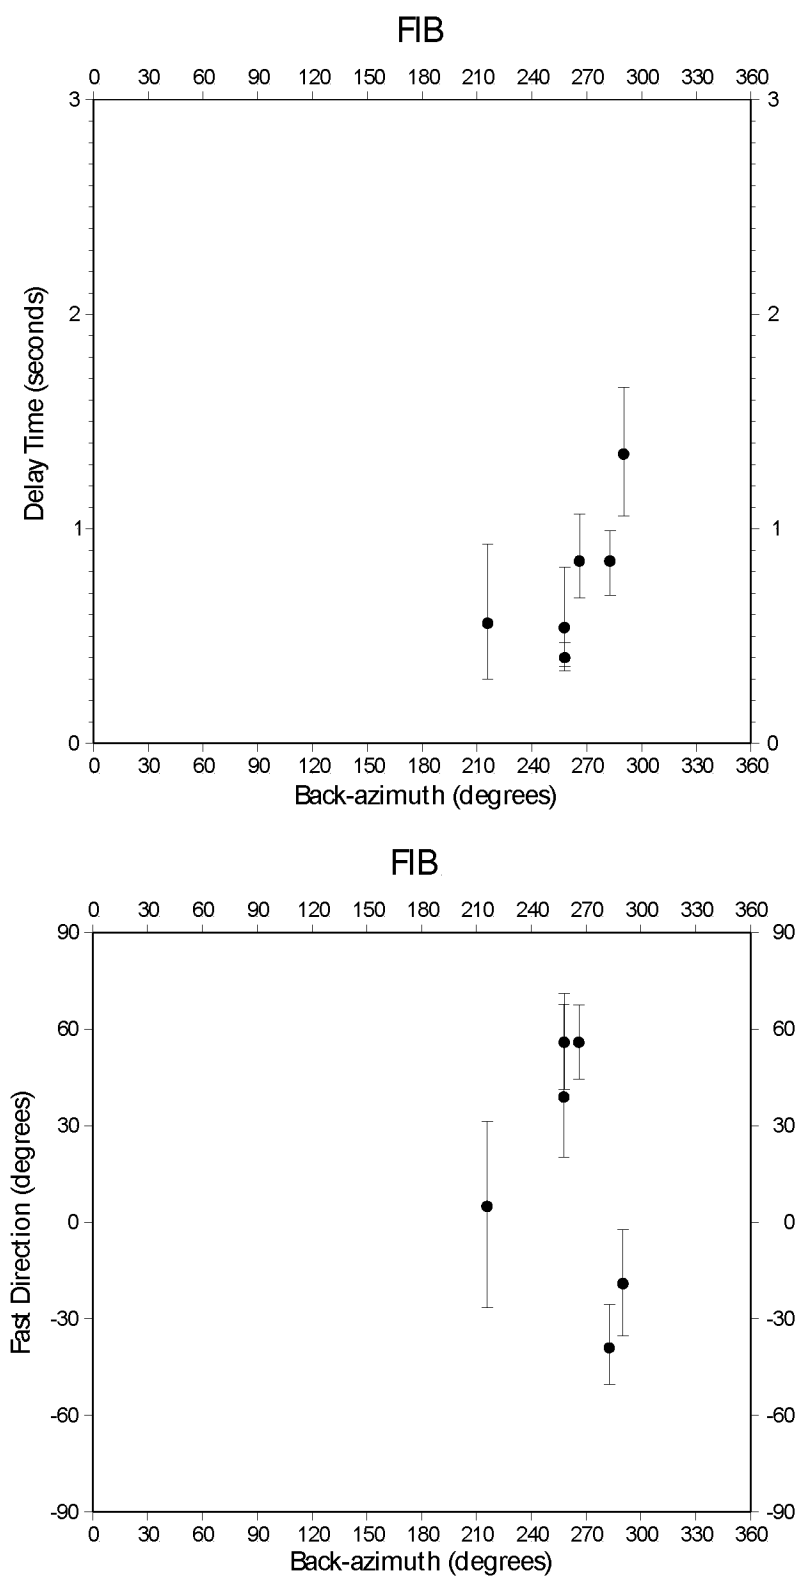 FIB
0 30 60 90 120 150 180 210 240 270 300 330 360
3 3
2 2
Delay Time (seconds)
1 1
0 0
0 30 60 90 120 150 180 210 240 270 300 330 360
Back-azimuth (degrees)
FIB
0 30 60 90 120 150 180 210 240 270 300 330 360
90 90
60 60
30 30
Fast Direction (degrees)
0 0
-30 -30
-60 -60
-90 -90
0 30 60 90 120 150 180 210 240 270 300 330 360
Back-azimuth (degrees)